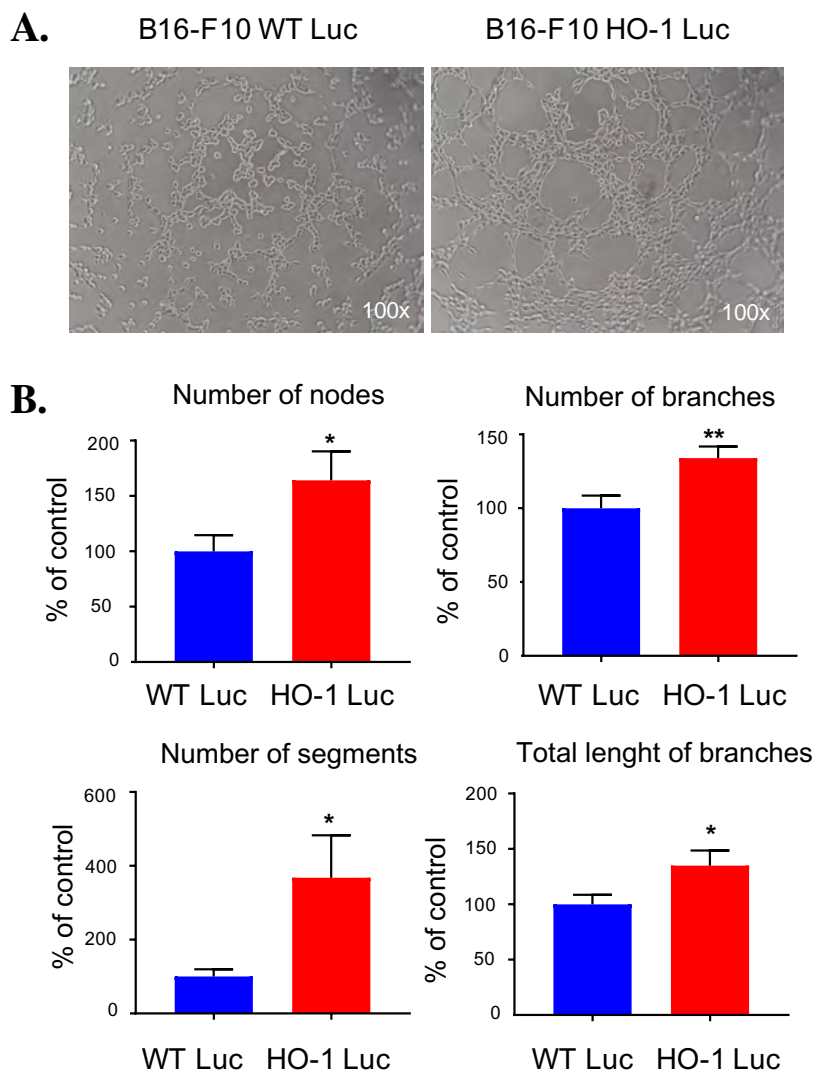 A.
B16-F10 WT Luc
B16-F10 HO-1 Luc
100x
100x
B.
Number of nodes
% of control
200
150
100
50
0
*
WT Luc
HO-1 Luc
Number of branches
% of control
150
100
50
0
**
WT Luc
HO-1 Luc
Number of segments
% of control
600
400
200
0
*
WT Luc
HO-1 Luc
Total lenght of branches
% of control
200
150
100
50
0
*
WT Luc
HO-1 Luc